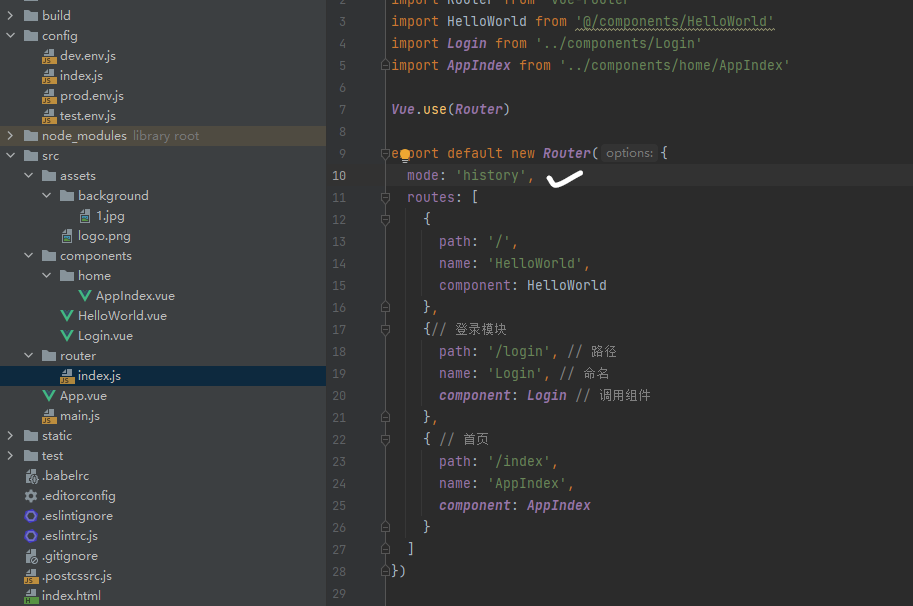 build
config
dev.env.js
index.js
prod.env.js
test.env.js
node_modules library root
src
assets
background
1.jpg
logo.png
components
home
AppIndex.vue
HelloWorld.vue
Login.vue
router
index.js
App.vue
main.js
static
test
.babelrc
.editorconfig
.eslintignore
.eslintrc.js
.gitignore
.postcssrc.js
index.html
2 import Router from 'vue-router'
3 import HelloWorld from '@/components/HelloWorld'
4 import Login from '../components/Login'
5 import AppIndex from '../components/home/AppIndex'
6
7 Vue.use(Router)
8
9 export default new Router( options: {
10 mode: 'history',
11 routes: [
12 {
13 path: '/',
14 name: 'HelloWorld',
15 component: HelloWorld
16 },
17 {// 登录模块
18 path: '/login', // 路径
19 name: 'Login', // 命名
20 component: Login // 调用组件
21 },
22 { // 首页
23 path: '/index',
24 name: 'AppIndex',
25 component: AppIndex
26 }
27 ]
28 })
29